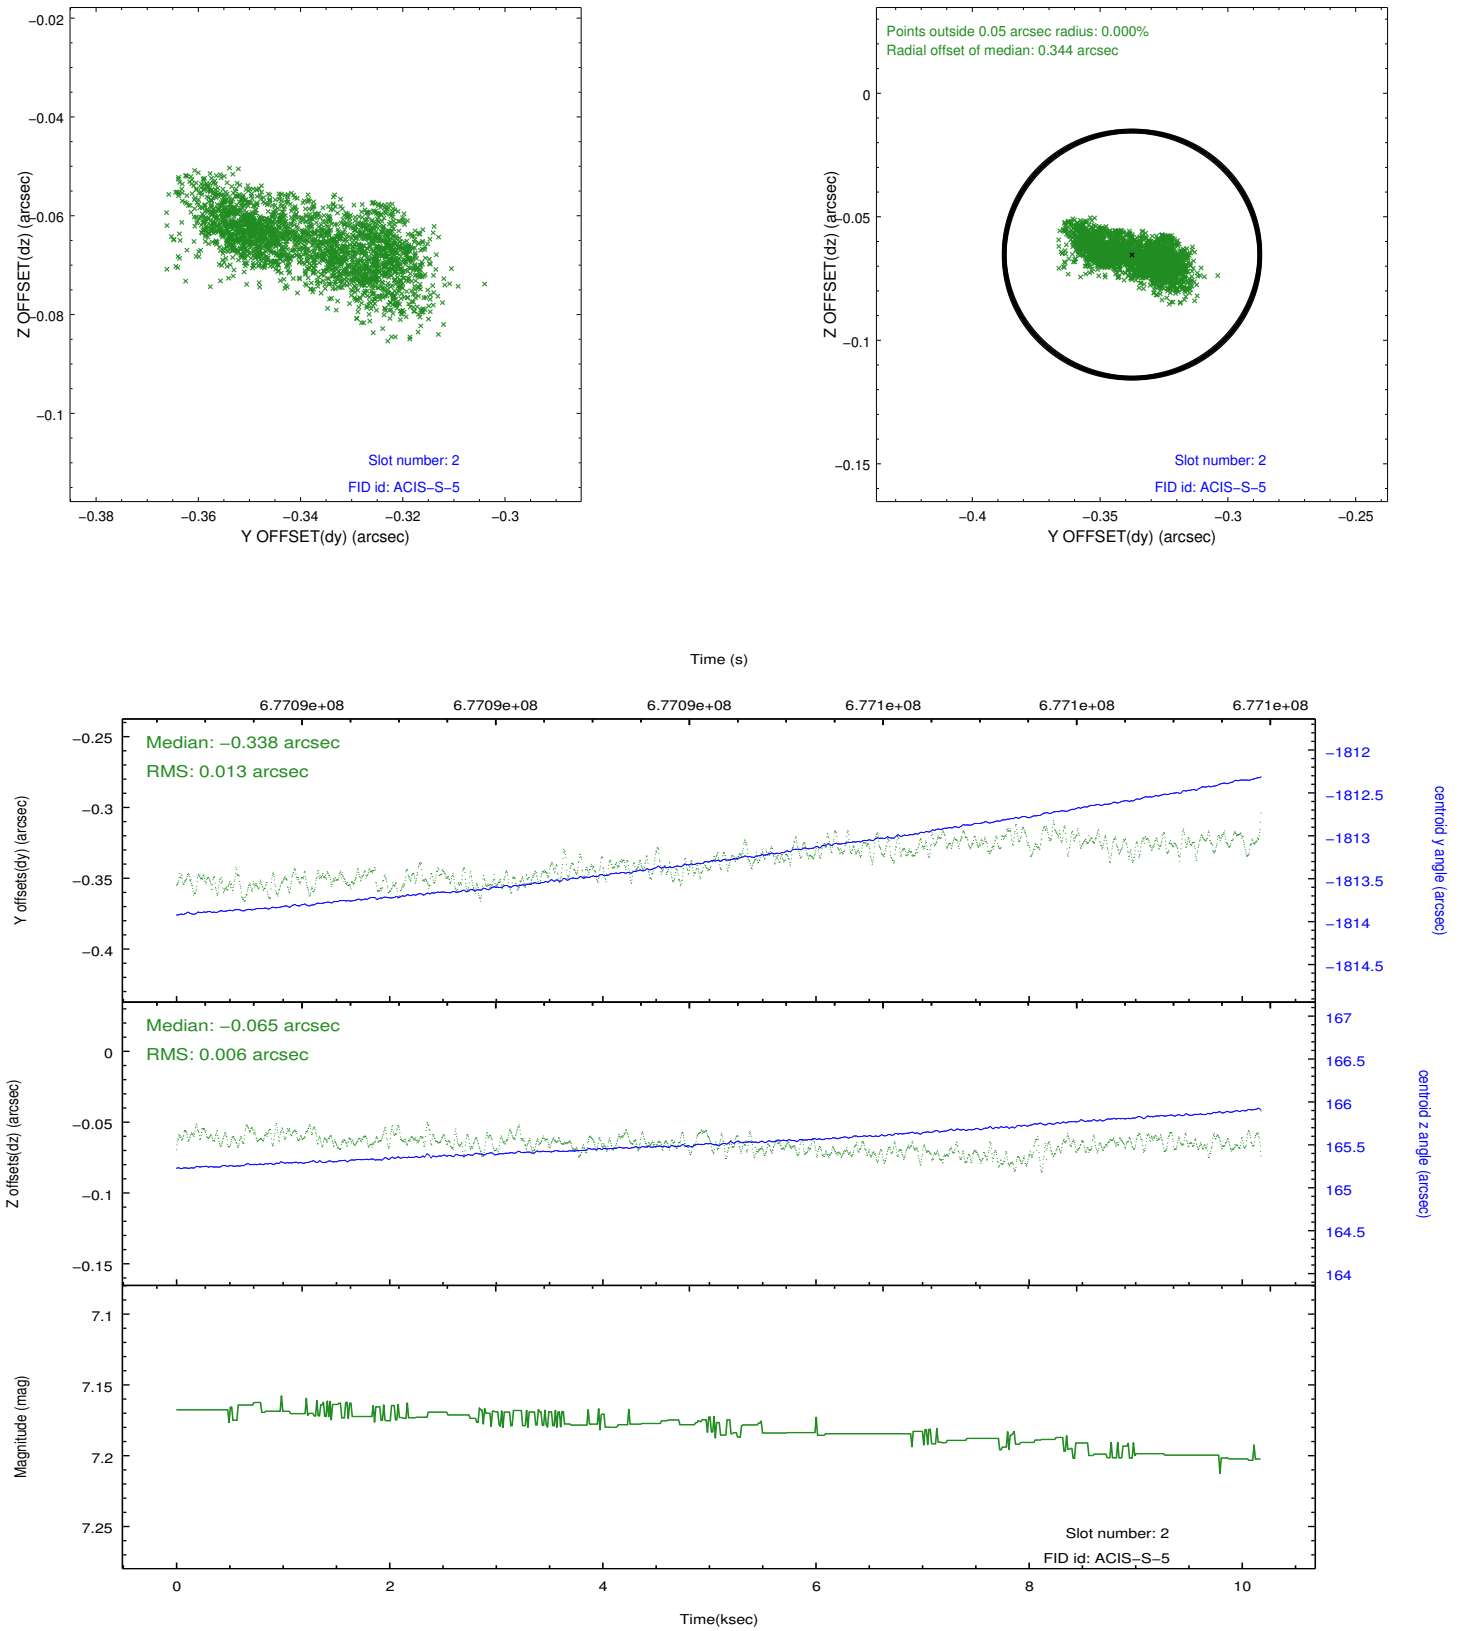 −0.02
−0.04
−0.06
−0.08
−0.1
Z OFFSET(dz) (arcsec)
Slot number: 2
FID id: ACIS−S−5
−0.38
−0.36
−0.34
−0.32
−0.3
Y OFFSET(dy) (arcsec)
Points outside 0.05 arcsec radius: 0.000%
Radial offset of median: 0.344 arcsec
0
−0.05
−0.1
−0.15
Z OFFSET(dz) (arcsec)
Slot number: 2
FID id: ACIS−S−5
−0.4
−0.35
−0.3
−0.25
Y OFFSET(dy) (arcsec)
Time (s)
6.7709e+08
6.7709e+08
6.7709e+08
6.771e+08
6.771e+08
6.771e+08
Median: −0.338 arcsec
RMS: 0.013 arcsec
−0.25
−0.3
−0.35
−0.4
Y offsets(dy) (arcsec)
−1812
−1812.5
−1813
−1813.5
−1814
−1814.5
centroid y angle (arcsec)
Median: −0.065 arcsec
RMS: 0.006 arcsec
0
−0.05
−0.1
−0.15
Z offsets(dz) (arcsec)
167
166.5
166
165.5
165
164.5
164
centroid z angle (arcsec)
7.1
7.15
7.2
7.25
Magnitude (mag)
Slot number: 2
FID id: ACIS−S−5
0
2
4
6
8
10
Time(ksec)